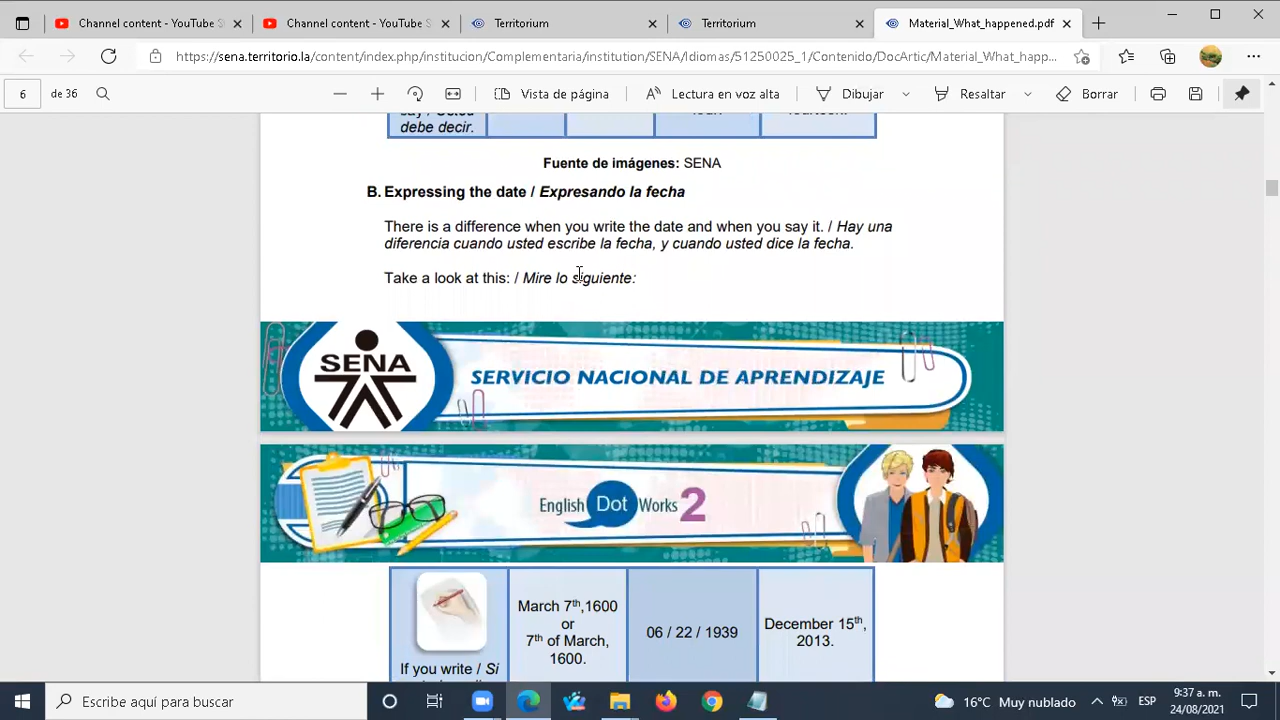 Channel content - YouTube S
Channel content - YouTube S
Territorium
Territorium
Material_What_happened.pdf
https://sena.territorio.la/content/index.php/institucion/Complementaria/institution/SENA/Idiomas/51250025_1/Contenido/DocArtic/Material_What_happ...
6 de 36
Vista de página
Lectura en voz alta
Dibujar
Resaltar
Borrar
debe decir.
Fuente de imágenes: SENA
B. Expressing the date / Expresando la fecha
There is a difference when you write the date and when you say it. / Hay una
diferencia cuando usted escribe la fecha, y cuando usted dice la fecha.
Take a look at this: / Mire lo siguiente:
SENA
SERVICIO NACIONAL DE APRENDIZAJE
English Dot Works 2
March 7th,1600
or
7th of March,
1600.
06 / 22 / 1939
December 15th,
2013.
If you write / Si
Escribe aquí para buscar
16°C Muy nublado
ESP
9:37 a. m.
24/08/2021